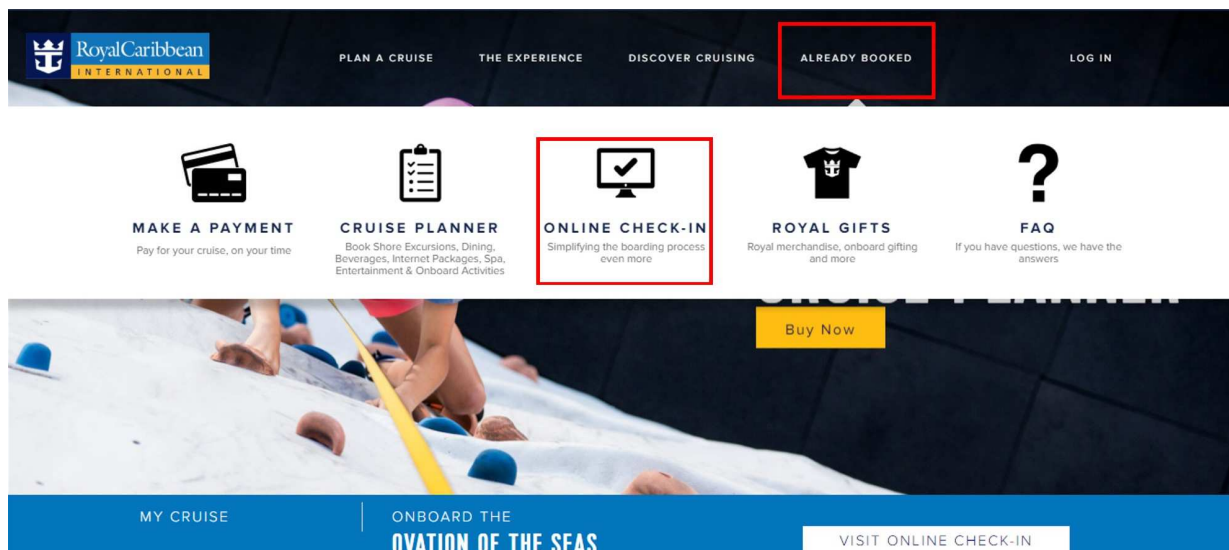 RoyalCaribbean
INTERNATIONAL
PLAN A CRUISE
THE EXPERIENCE
DISCOVER CRUISING
ALREADY BOOKED
LOG IN
MAKE A PAYMENT
Pay for your cruise, on your time
CRUISE PLANNER
Book Shore Excursions, Dining,
Beverages, Internet Packages, Spa,
Entertainment & Onboard Activities
ONLINE CHECK-IN
Simplifying the boarding process
even more
ROYAL GIFTS
Royal merchandise, onboard gifting
and more
FAQ
If you have questions, we have the
answers
CRUISE PLANNER
Buy Now
MY CRUISE
ONBOARD THE
OVATION OF THE SEAS
VISIT ONLINE CHECK-IN